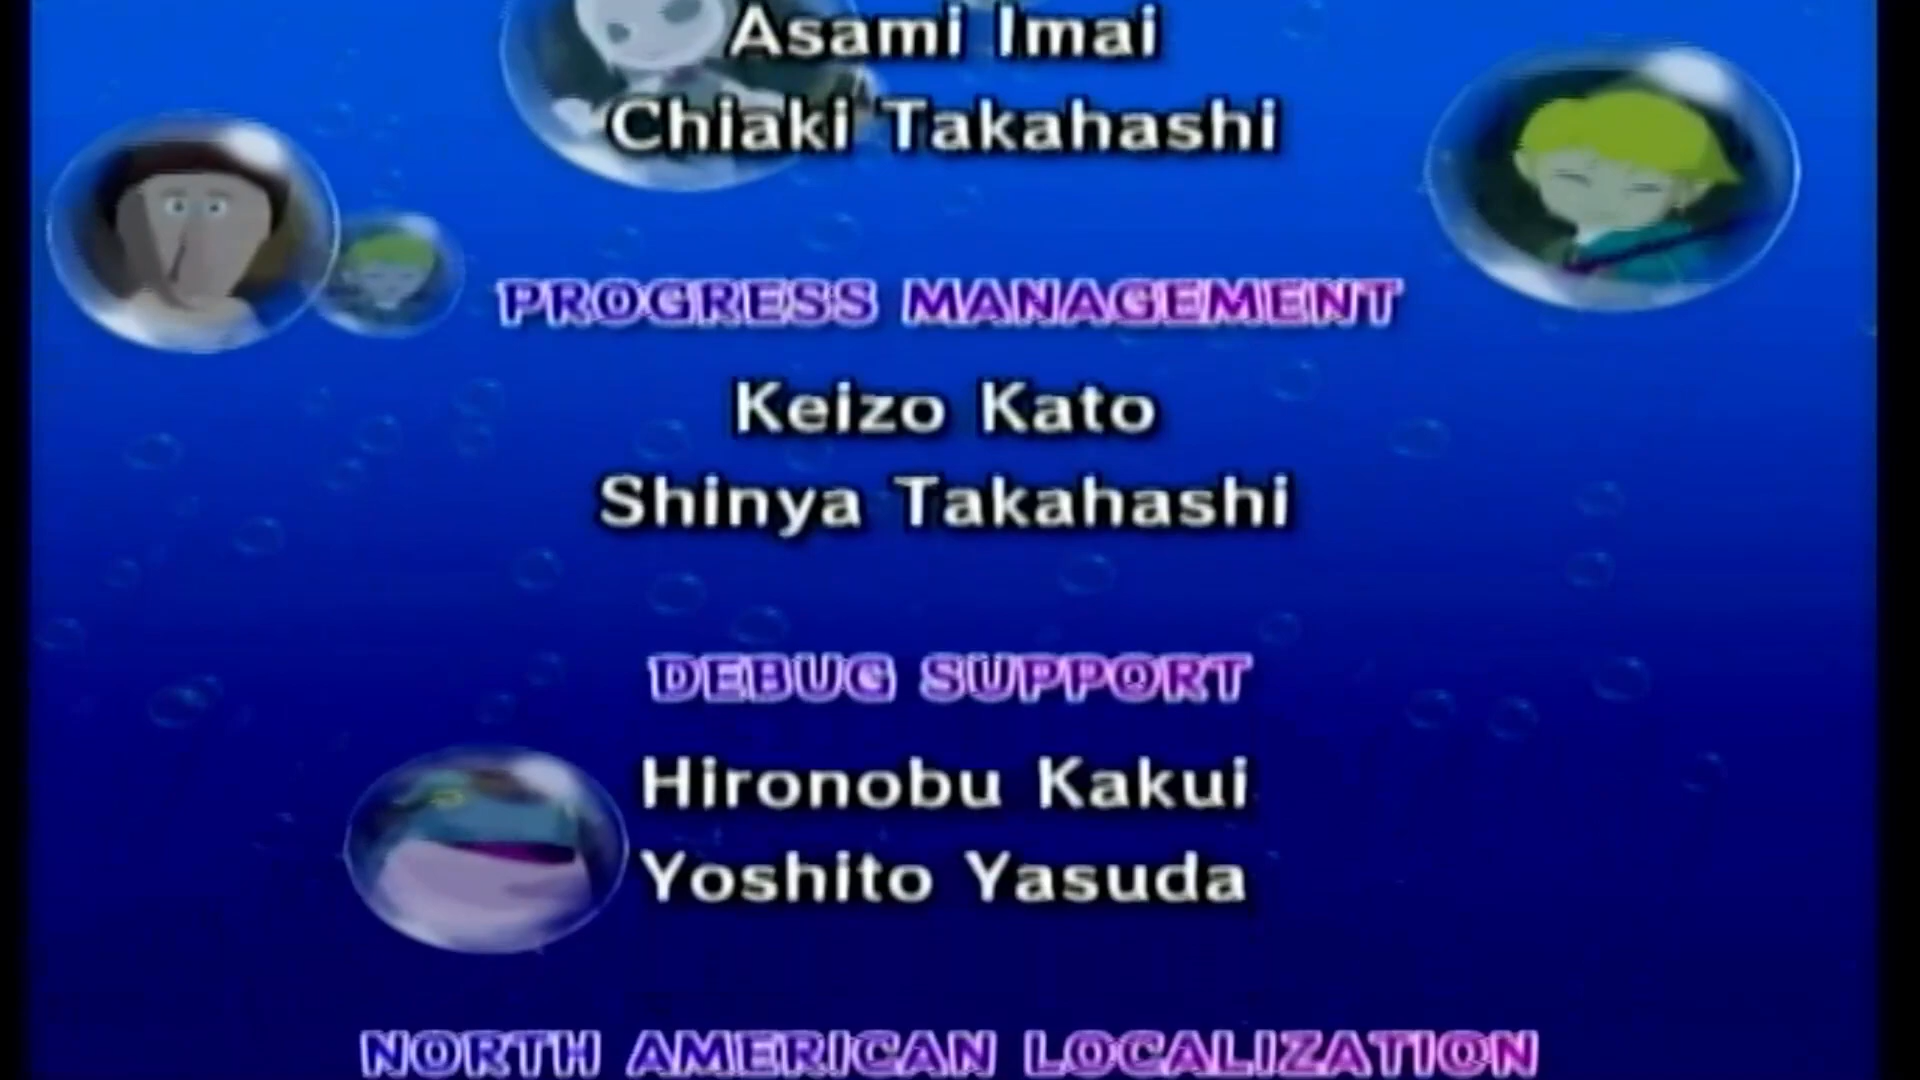 Asami Imai
Chiaki Takahashi
PROGRESS MANAGEMENT
Keizo Kato
Shinya Takahashi
DEBUG SUPPORT
Hironobu Kakui
Yoshito Yasuda
NORTH AMERICAN LOCALIZATION